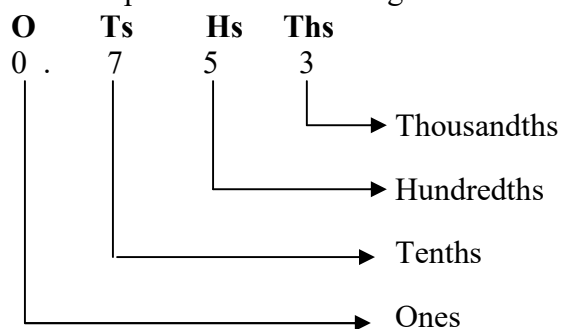 O Ts Hs Ths
0 . 7 5 3
Thousandths
Hundredths
Tenths
Ones